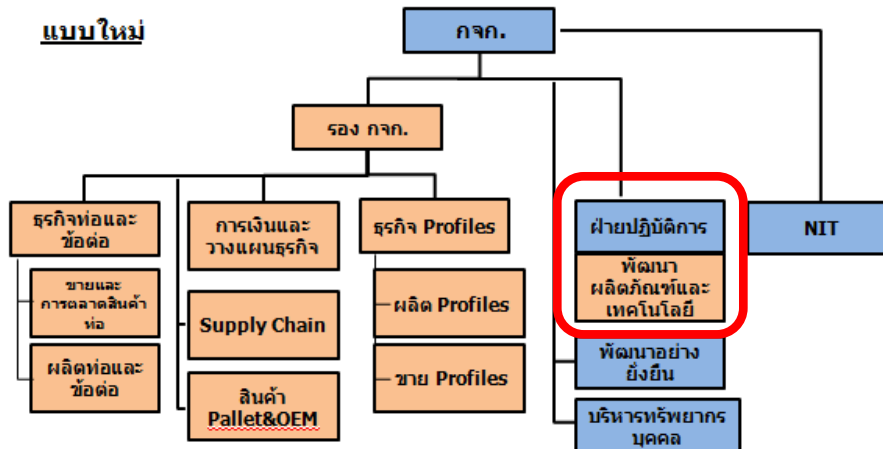 แบบใหม่
กจก.
รอง กจก.
ธุรกิจท่อและ
ข้อต่อ
การเงินและ
วางแผนธุรกิจ
ธุรกิจ Profiles
ฝ่ายปฏิบัติการ
NIT
ขายและ
การตลาดสินค้า
ท่อ
Supply Chain
ผลิต Profiles
พัฒนา
ผลิตภัณฑ์และ
เทคโนโลยี
ผลิตท่อและ
ข้อต่อ
สินค้า
Pallet&OEM
ขาย Profiles
พัฒนาอย่าง
ยั่งยืน
บริหารทรัพยากร
บุคคล